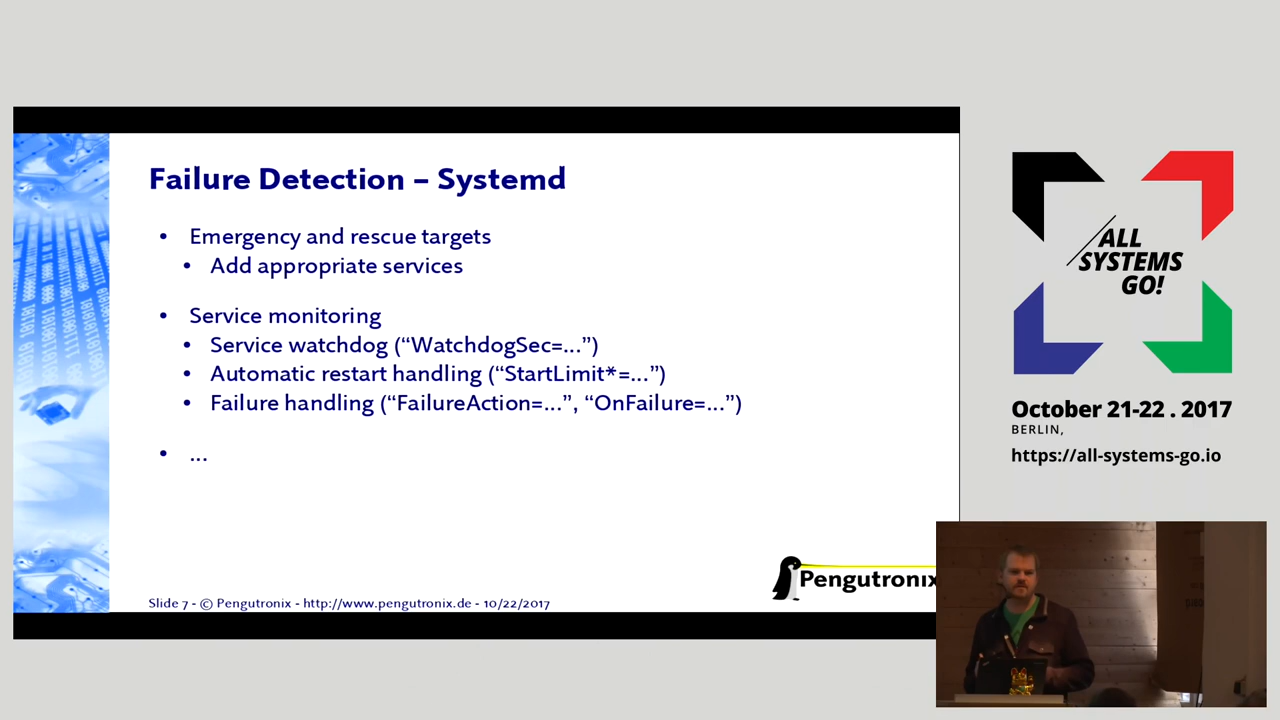 Failure Detection – Systemd
• Emergency and rescue targets
• Add appropriate services
• Service monitoring
• Service watchdog (“WatchdogSec=...”)
• Automatic restart handling (“StartLimit*=...”)
• Failure handling (“FailureAction=...”, “OnFailure=...”)
• ...
Pengutronix
Slide 7 - © Pengutronix - http://www.pengutronix.de - 10/22/2017
ALL
SYSTEMS
GO!
October 21-22 . 2017
BERLIN,
https://all-systems-go.io